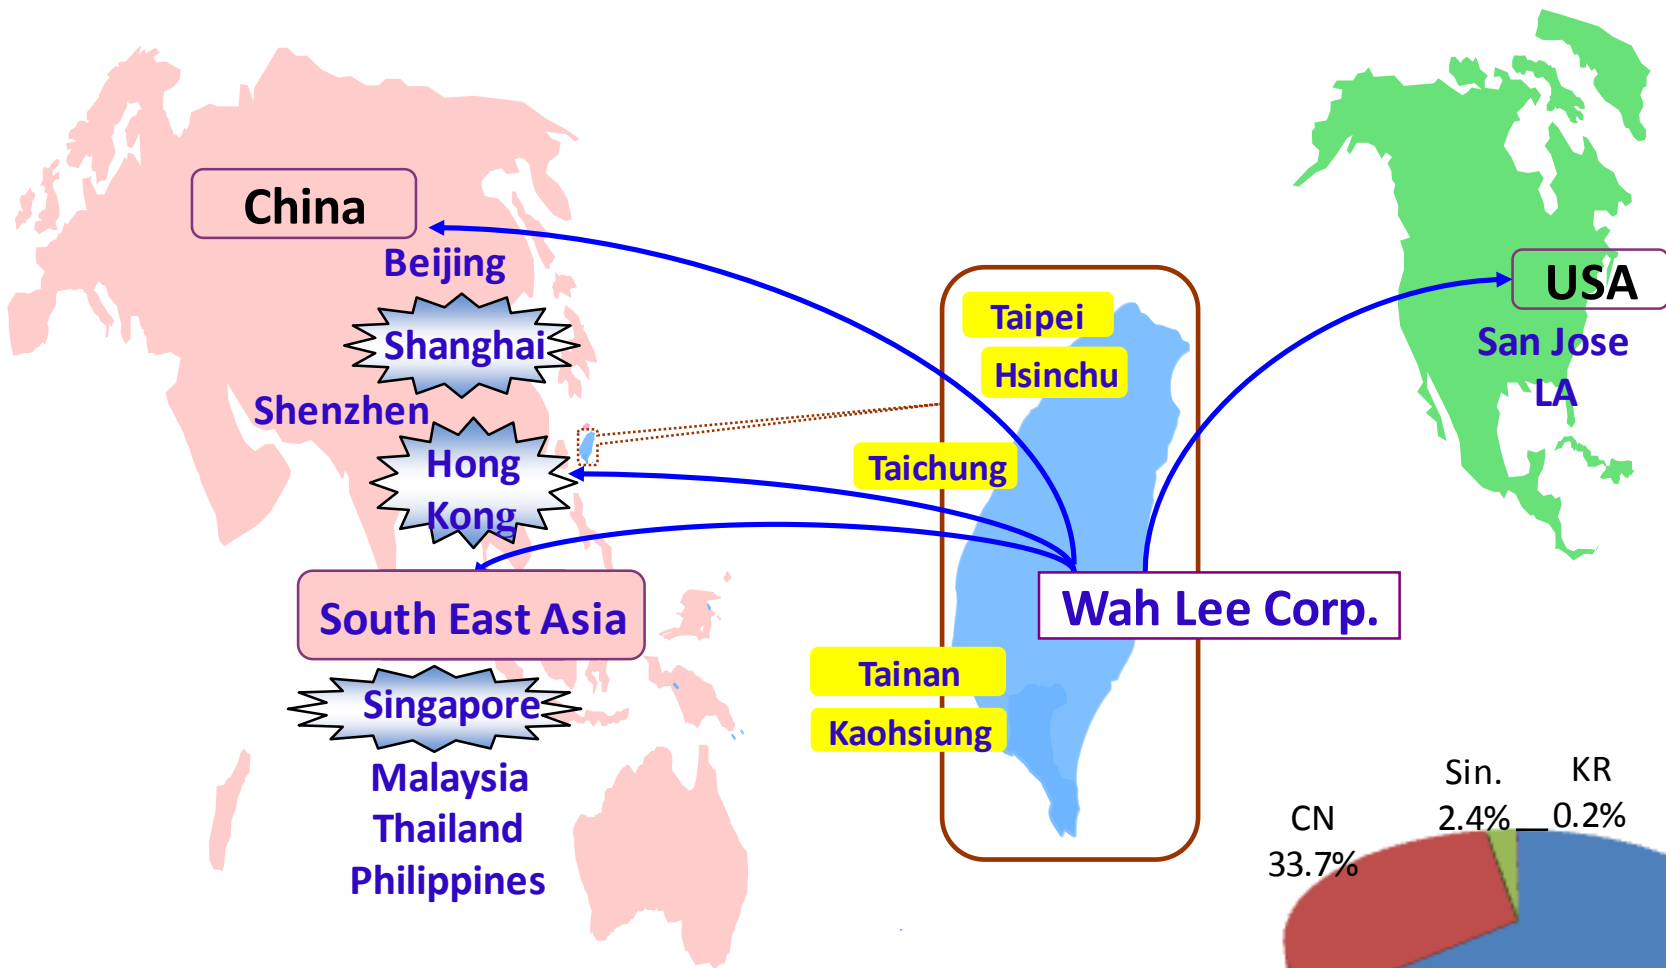 China
Beijing
Shanghai
Shenzhen
Hong
Kong
South East Asia
Singapore
Malaysia
Thailand
Philippines
Taipei
Hsinchu
Taichung
Wah Lee Corp.
Tainan
Kaohsiung
USA
San Jose
LA
CN
33.7%
Sin.
2.4%
KR
0.2%